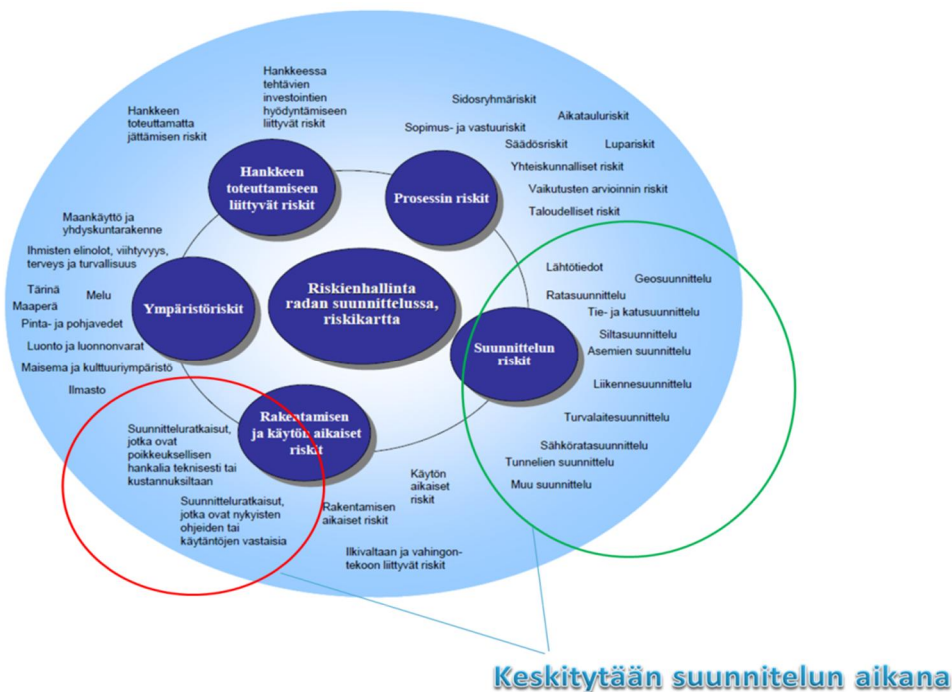 Hankkeessa
tehtävien
investointien
hyödyntämiseen
liittyvät riskit
Hankkeen
toteuttamatta
jättämisen riskit
Sidosryhmäriskit
Aikatauluriskit
Sopimus- ja vastuuriskit
Säädösriskit
Lupariskit
Yhteiskunnalliset riskit
Vaikutusten arvioinnin riskit
Taloudelliset riskit
Hankkeen
toteuttamiseen
liittyvät riskit
Prosessin riskit
Maankäyttö ja
yhdyskuntarakenne
Ihmisten elinolot, viihtyvyys,
terveys ja turvallisuus
Tärinä
Melu
Maaperä
Pinta- ja pohjavedet
Luonto ja luonnonvarat
Maisema ja kulttuuriympäristö
Ilmasto
Ympäristöriskit
Riskienhallinta
radan suunnittelussa,
riskikartta
Suunnittelun
riskit
Lähtötiedot
Geosuunnittelu
Ratasuunnittelu
Tie- ja katusuunnittelu
Siltasuunnittelu
Asemien suunnittelu
Liikennesuunnittelu
Turvalaitesuunnittelu
Sähköratasuunnittelu
Tunnelien suunnittelu
Muu suunnittelu
Rakentamisen
ja käytön aikaiset
riskit
Suunnitteluratkaisut,
jotka ovat
poikkeuksellisen
hankalia teknisesti tai
kustannuksiltaan
Suunnitteluratkaisut,
jotka ovat nykyisten
ohjeiden tai
käytäntöjen vastaisia
Käytön
aikaiset
riskit
Rakentamisen
aikaiset riskit
Ilkivaltaan ja vahingon-
tekoon liittyvät riskit
Keskitytään suunnitelun aikana